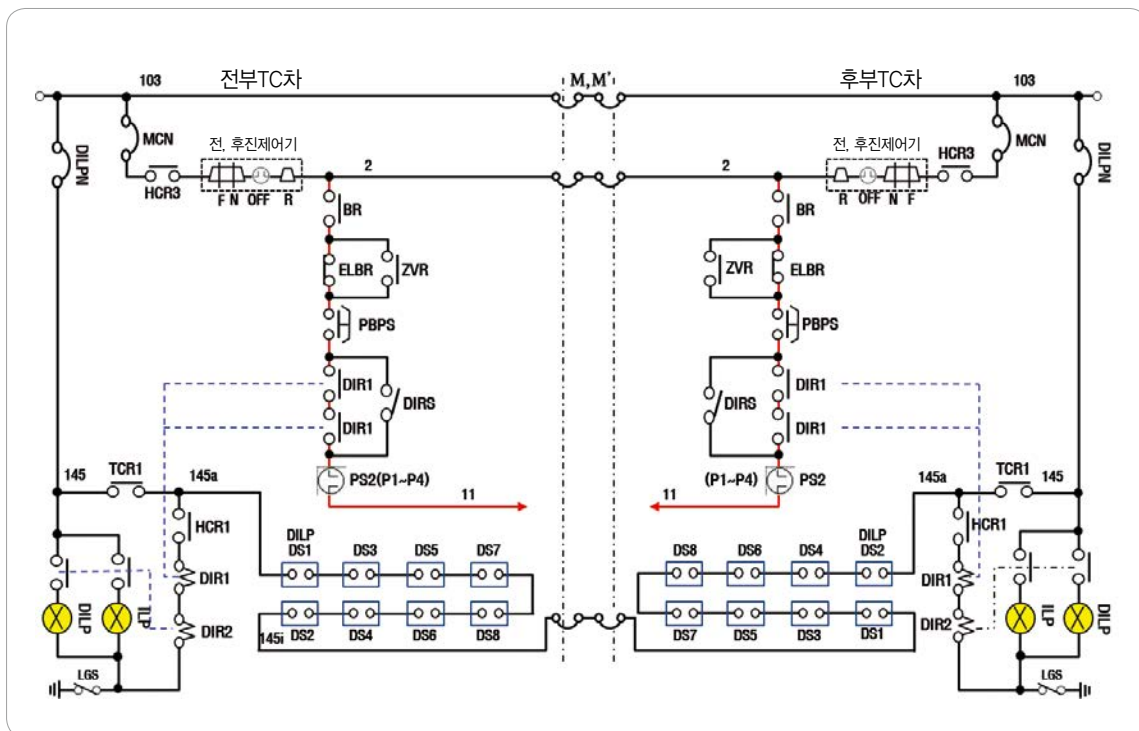 103 전부TC차 M,M' 후부TC차 103
MCN MCN
DILPN DILPN
전, 후진제어기 전, 후진제어기
HCR3 HCR3
2 2
F N OFF R R OFF N F
BR BR
ELBR ZVR ZVR ELBR
PBPS PBPS
DIR1 DIR1
DIRS DIRS
DIR1 DIR1
PS2(P1~P4) (P1~P4) PS2
11 11
145 TCR1 145a 145a TCR1 145
HCR1 HCR1
DILP DILP
DS1 DS3 DS5 DS7 DS8 DS6 DS4 DS2
DIR1 DIR1
DILP ILP ILP DILP
DIR2 DIR2
145i DS2 DS4 DS6 DS8 DS7 DS5 DS3 DS1
LGS LGS